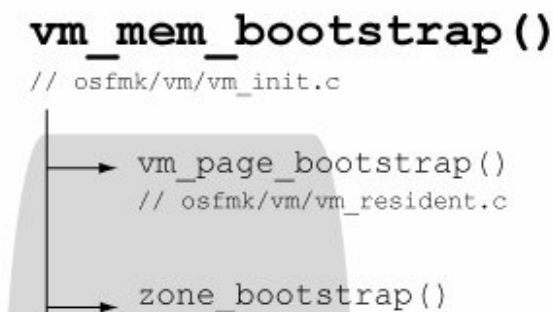 vm_mem_bootstrap()
// osfmk/vm/vm_init.c
vm_page_bootstrap()
// osfmk/vm/vm_resident.c
zone_bootstrap()